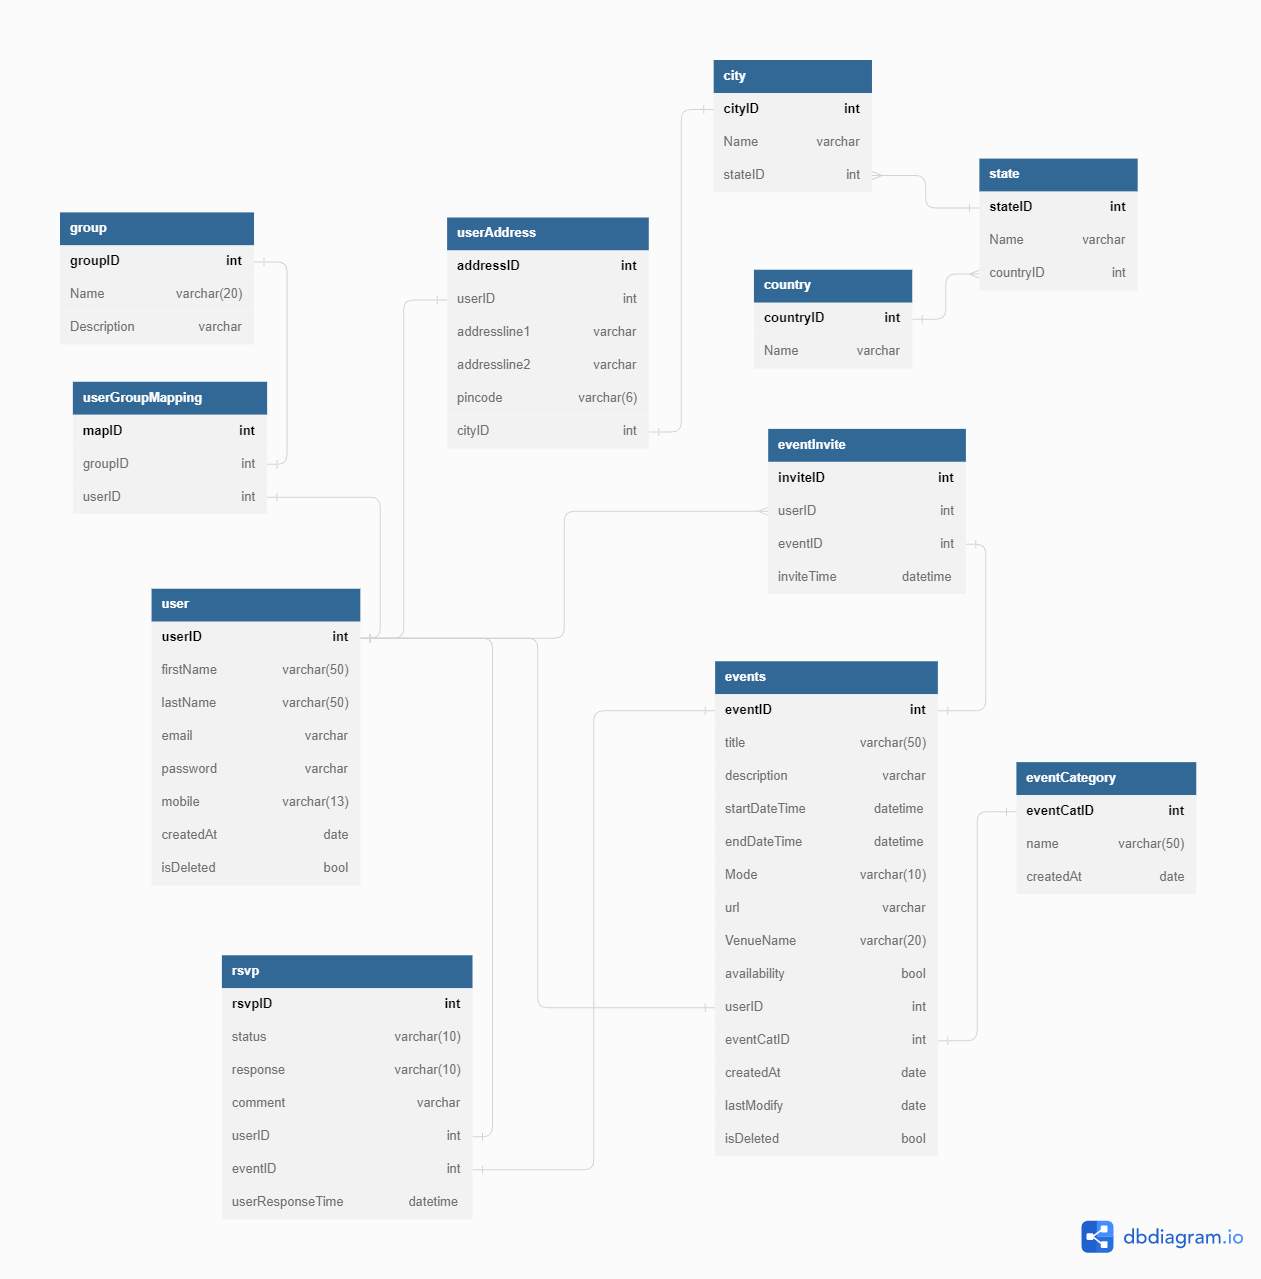 city
cityID int
Name varchar
stateID int
state
stateID int
Name varchar
countryID int
group
groupID int
Name varchar(20)
Description varchar
userAddress
addressID int
userID int
addressline1 varchar
addressline2 varchar
pincode varchar(6)
cityID int
country
countryID int
Name varchar
userGroupMapping
mapID int
groupID int
userID int
eventInvite
inviteID int
userID int
eventID int
inviteTime datetime
user
userID int
firstName varchar(50)
lastName varchar(50)
email varchar
password varchar
mobile varchar(13)
createdAt date
isDeleted bool
events
eventID int
title varchar(50)
description varchar
startDateTime datetime
endDateTime datetime
Mode varchar(10)
url varchar
VenueName varchar(20)
availability bool
userID int
eventCatID int
createdAt date
lastModify date
isDeleted bool
eventCategory
eventCatID int
name varchar(50)
createdAt date
rsvp
rsvpID int
status varchar(10)
response varchar(10)
comment varchar
userID int
eventID int
userResponseTime datetime
dbdiagram.io